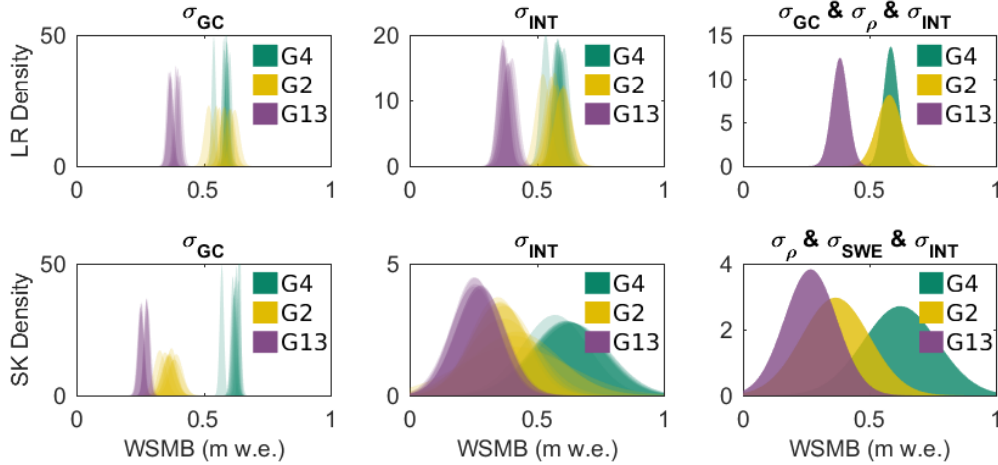 σGC
σINT
σGC & σρ & σINT
LR Density
50
0
0
0.5
1
G4
G2
G13
20
10
0
0
0.5
1
G4
G2
G13
15
10
5
0
0
0.5
1
G4
G2
G13
σGC
σINT
σρ & σSWE & σINT
SK Density
50
0
0
0.5
1
WSMB (m w.e.)
G4
G2
G13
5
0
0
0.5
1
WSMB (m w.e.)
G4
G2
G13
4
2
0
0
0.5
1
WSMB (m w.e.)
G4
G2
G13